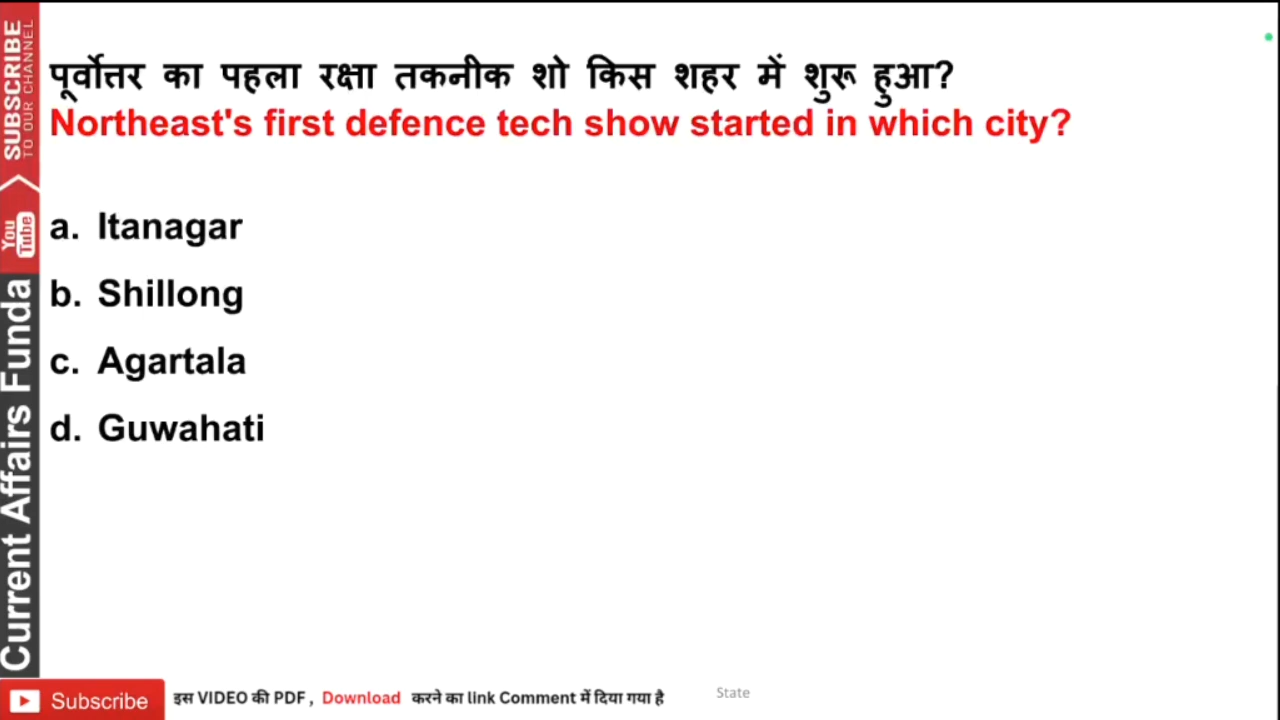 पूर्वोत्तर का पहला रक्षा तकनीक शो किस शहर में शुरू हुआ?
Northeast's first defence tech show started in which city?
a. Itanagar
b. Shillong
c. Agartala
d. Guwahati
SUBSCRIBE
TO OUR CHANNEL
You
Tube
Current Affairs Funda
Subscribe
इस VIDEO की PDF , Download करने का link Comment में दिया गया है
State